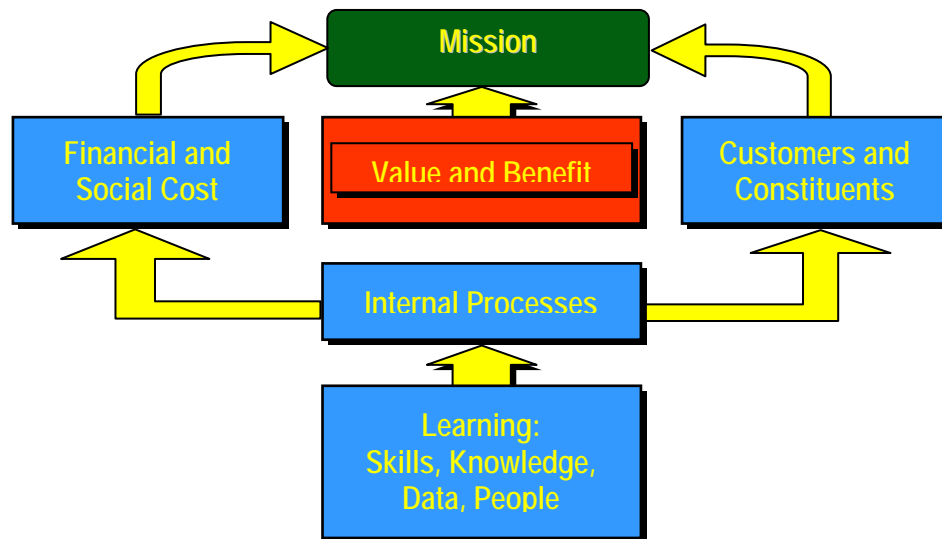 Mission
Financial and
Social Cost
Value and Benefit
Customers and
Constituents
Internal Processes
Learning:
Skills, Knowledge,
Data, People